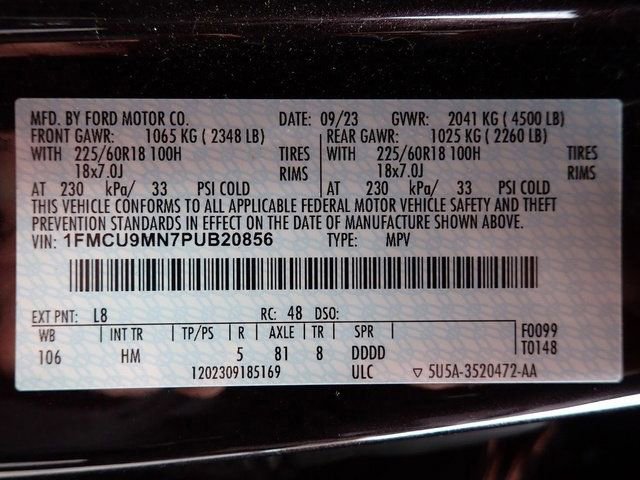 MFD. BY FORD MOTOR CO. DATE: 09/23 GVWR: 2041 KG ( 4500 LB)
FRONT GAWR: 1065 KG ( 2348 LB) REAR GAWR: 1025 KG ( 2260 LB)
WITH 225/60R18 100H TIRES WITH 225/60R18 100H TIRES
18x7.0J RIMS 18x7.0J RIMS
AT 230 kPa/ 33 PSI COLD AT 230 kPa/ 33 PSI COLD
THIS VEHICLE CONFORMS TO ALL APPLICABLE FEDERAL MOTOR VEHICLE SAFETY AND THEFT
PREVENTION STANDARDS IN EFFECT ON THE DATE OF MANUFACTURE SHOWN ABOVE.
VIN: 1FMCU9MN7PUB20856 TYPE: MPV
EXT PNT: L8 RC: 48 DSO:
WB INT TR TP/PS R AXLE TR SPR F0099
106 HM 5 81 8 DDDD T0148
1202309185169 ULC ▽ 5U5A-3520472-AA